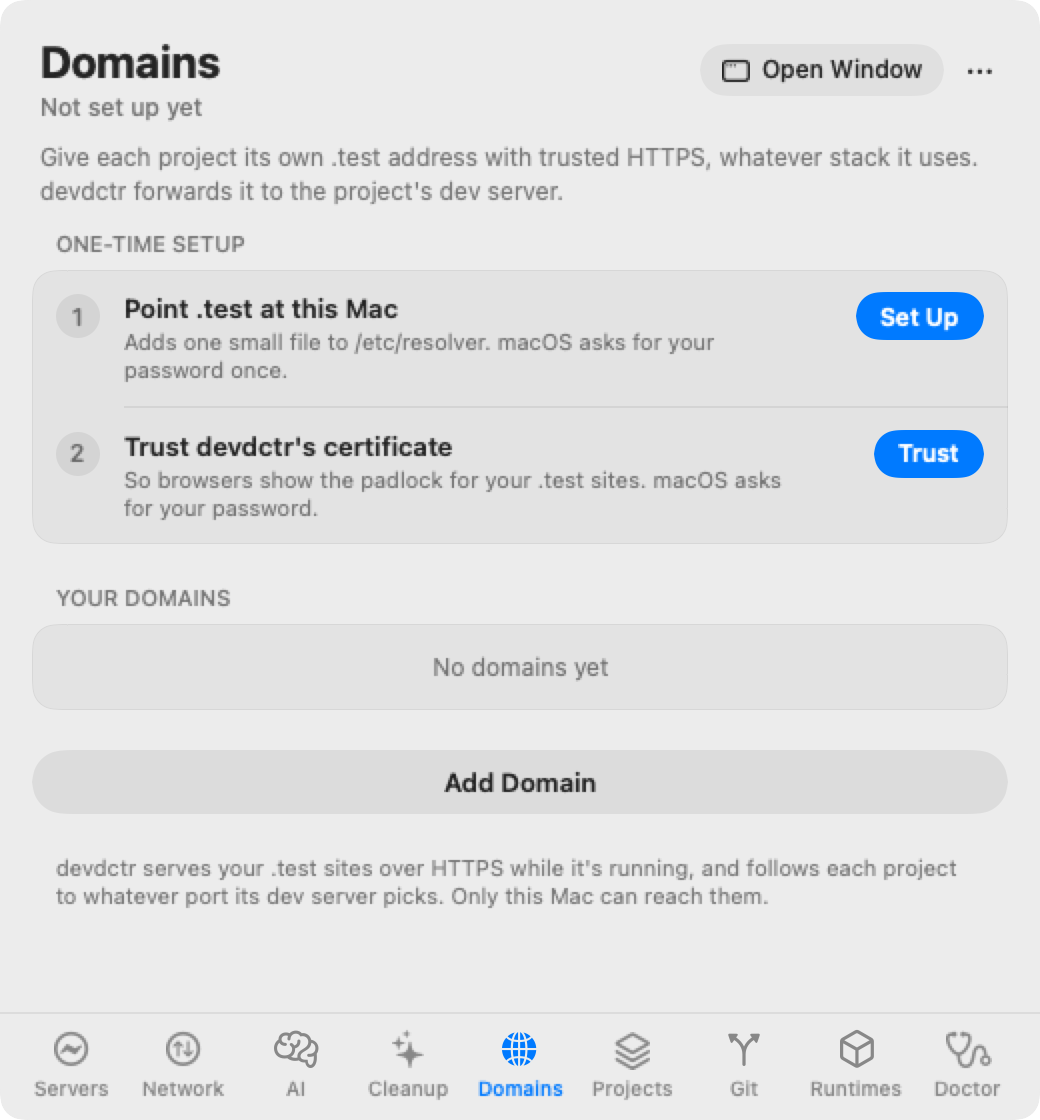 Domains
Open Window
Not set up yet
Give each project its own .test address with trusted HTTPS, whatever stack it uses.
devdctr forwards it to the project's dev server.
ONE-TIME SETUP
1
Point .test at this Mac
Set Up
Adds one small file to /etc/resolver. macOS asks for your
password once.
2
Trust devdctr's certificate
Trust
So browsers show the padlock for your .test sites. macOS asks
for your password.
YOUR DOMAINS
No domains yet
Add Domain
devdctr serves your .test sites over HTTPS while it's running, and follows each project
to whatever port its dev server picks. Only this Mac can reach them.
Servers Network AI Cleanup Domains Projects Git Runtimes Doctor